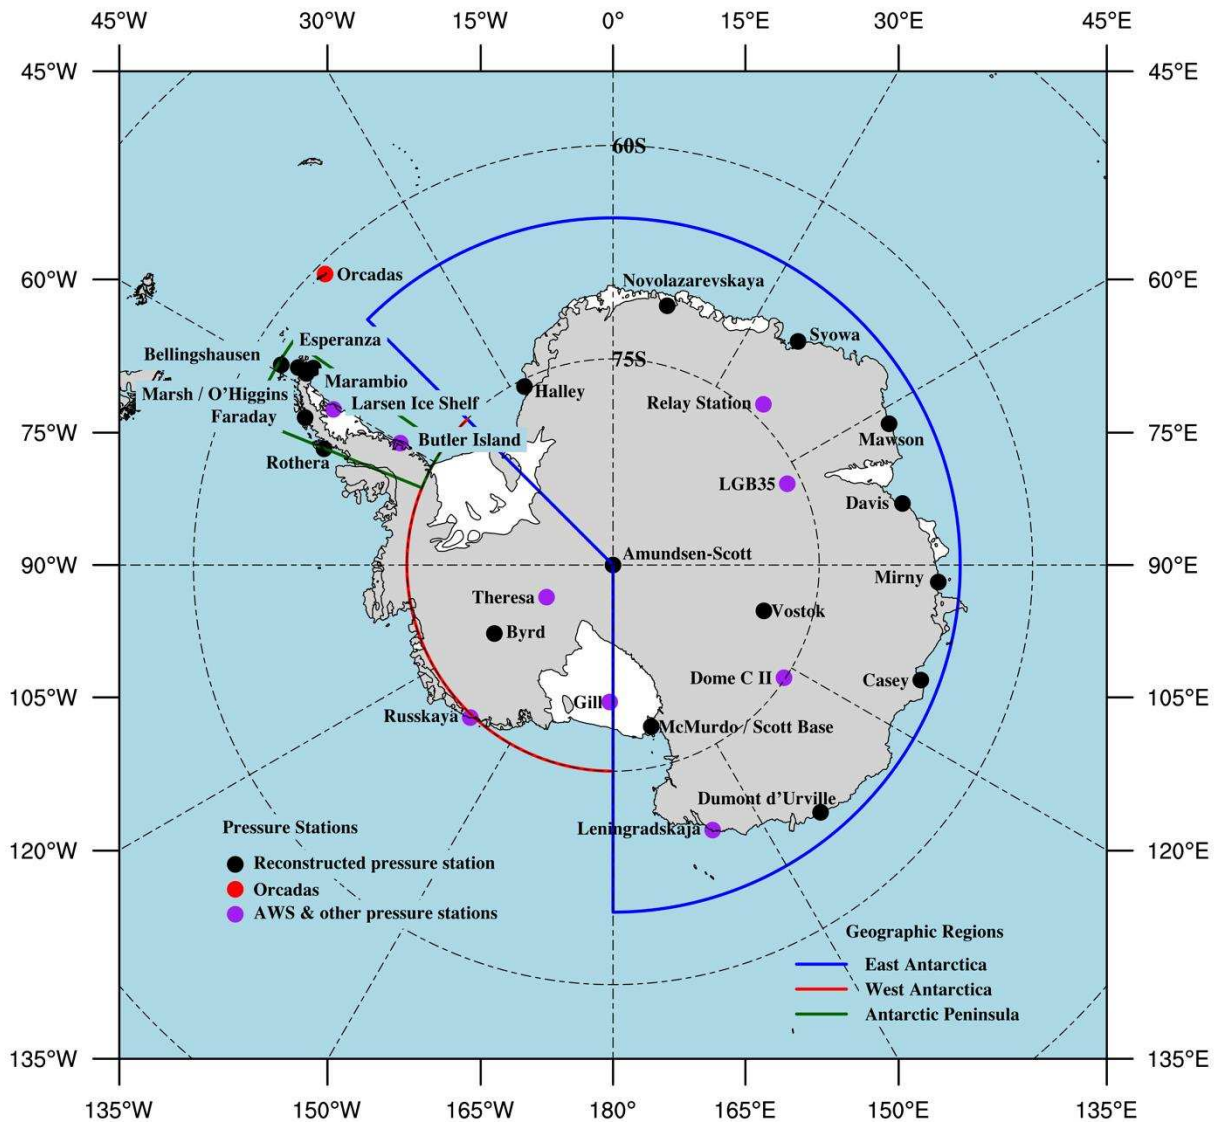 45°W 30°W 15°W 0° 15°E 30°E 45°E
45°W 45°E
60S
60°W 60°E
Orcadas
Novolazarevskaya
Syowa
Esperanza
Bellingshausen
75S
Marambio
Halley
Marsh / O'Higgins
Larsen Ice Shelf
Relay Station
Faraday
75°W 75°E
Butler Island
Mawson
Rothera
LGB35
Davis
Amundsen-Scott
90°W 90°E
Mirny
Theresa
Vostok
Byrd
Dome C II
Casey
105°W 105°E
Gill
Russkaya
McMurdo / Scott Base
Dumont d'Urville
Leningradskaja
120°W 120°E
Pressure Stations
Reconstructed pressure station
Orcadas
AWS & other pressure stations
Geographic Regions
East Antarctica
West Antarctica
Antarctic Peninsula
135°W 135°E
135°W 150°W 165°W 180° 165°E 150°E 135°E